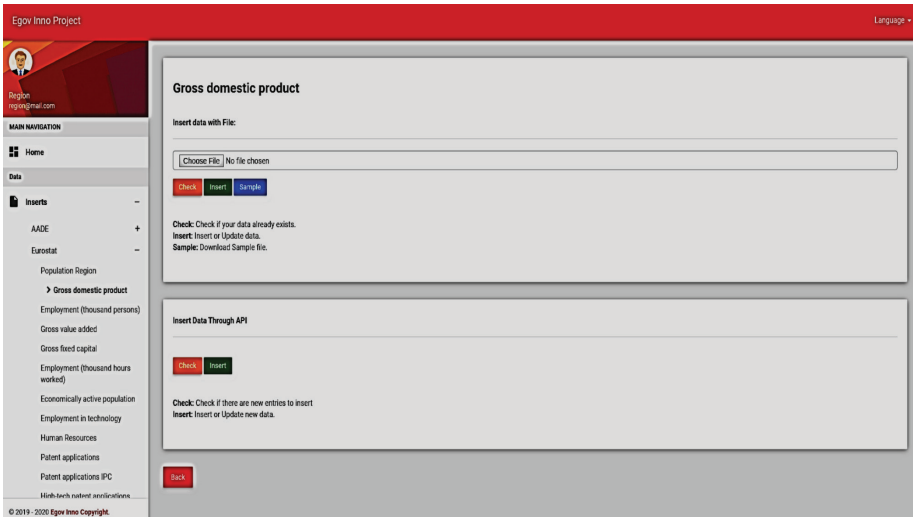 Egov Inno Project
Language
Region
region@mail.com
MAIN NAVIGATION
Home
Data
Inserts
AADE
Eurostat
Population Region
Gross domestic product
Employment (thousand persons)
Gross value added
Gross fixed capital
Employment (thousand hours
worked)
Economically active population
Employment in technology
Human Resources
Patent applications
Patent applications IPC
High-tech patent applications
© 2019 - 2020 Egov Inno Copyright.
Gross domestic product
Insert data with File:
Choose File No file chosen
Check Insert Sample
Check: Check if your data already exists.
Insert: Insert or Update data.
Sample: Download Sample file.
Insert Data Through API
Check Insert
Check: Check if there are new entries to insert
Insert: Insert or Update new data.
Back